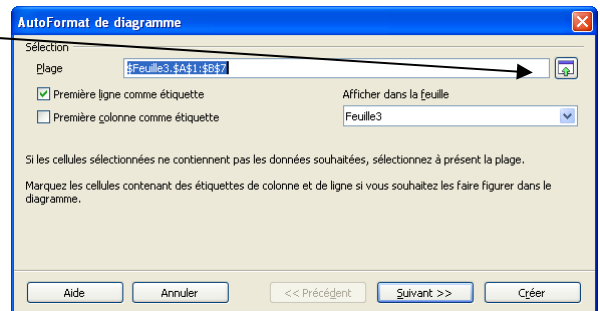 AutoFormat de diagramme
Sélection
Plage
$Feuille3.$A$1:$B$7
Première ligne comme étiquette
Afficher dans la feuille
Première colonne comme étiquette
Feuille3
Si les cellules sélectionnées ne contiennent pas les données souhaitées, sélectionnez à présent la plage.
Marquez les cellules contenant des étiquettes de colonne et de ligne si vous souhaitez les faire figurer dans le
diagramme.
Aide
Annuler
<< Précédent
Suivant >>
Créer